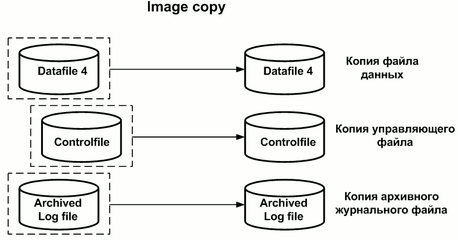 Image copy
Datafile 4
Datafile 4
Копия файла
данных
Controlfile
Controlfile
Копия управляющего
файла
Archived
Log file
Archived
Log file
Копия архивного
журнального файла